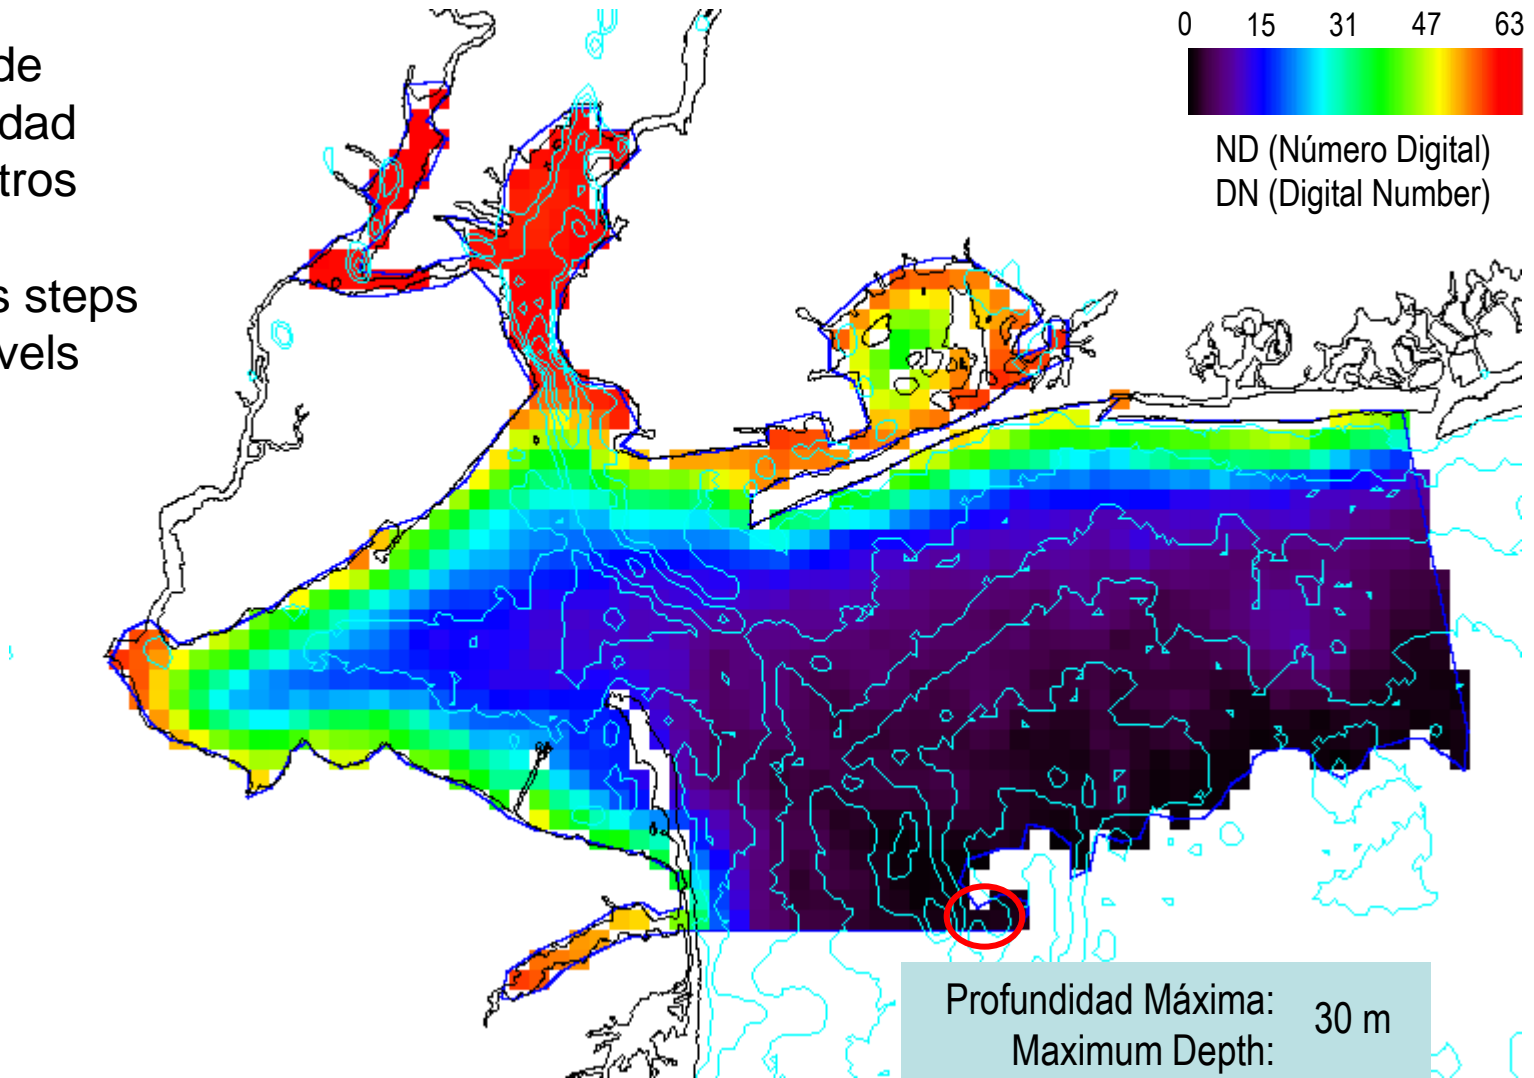 de
dad
tros
s steps
vels
0 15 31 47 63
ND (Número Digital)
DN (Digital Number)
Profundidad Máxima: 30 m
Maximum Depth: